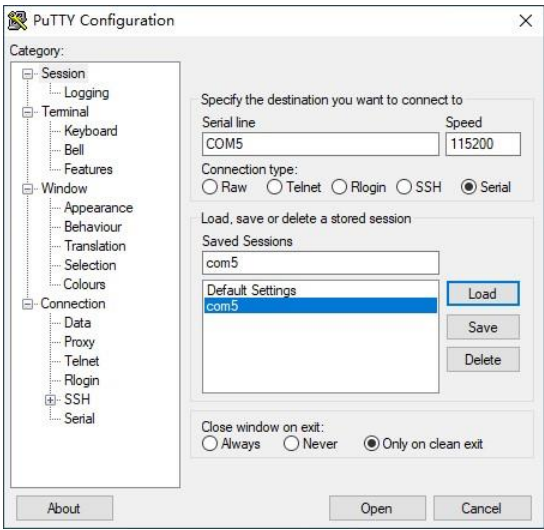 PuTTY Configuration
Category:
Session
Logging
Terminal
Keyboard
Bell
Features
Window
Appearance
Behaviour
Translation
Selection
Colours
Connection
Data
Proxy
Telnet
Rlogin
SSH
Serial
Specify the destination you want to connect to
Serial line Speed
COM5 115200
Connection type:
Raw Telnet Rlogin SSH Serial
Load, save or delete a stored session
Saved Sessions
com5
Default Settings
com5
Load
Save
Delete
Close window on exit:
Always Never Only on clean exit
About Open Cancel